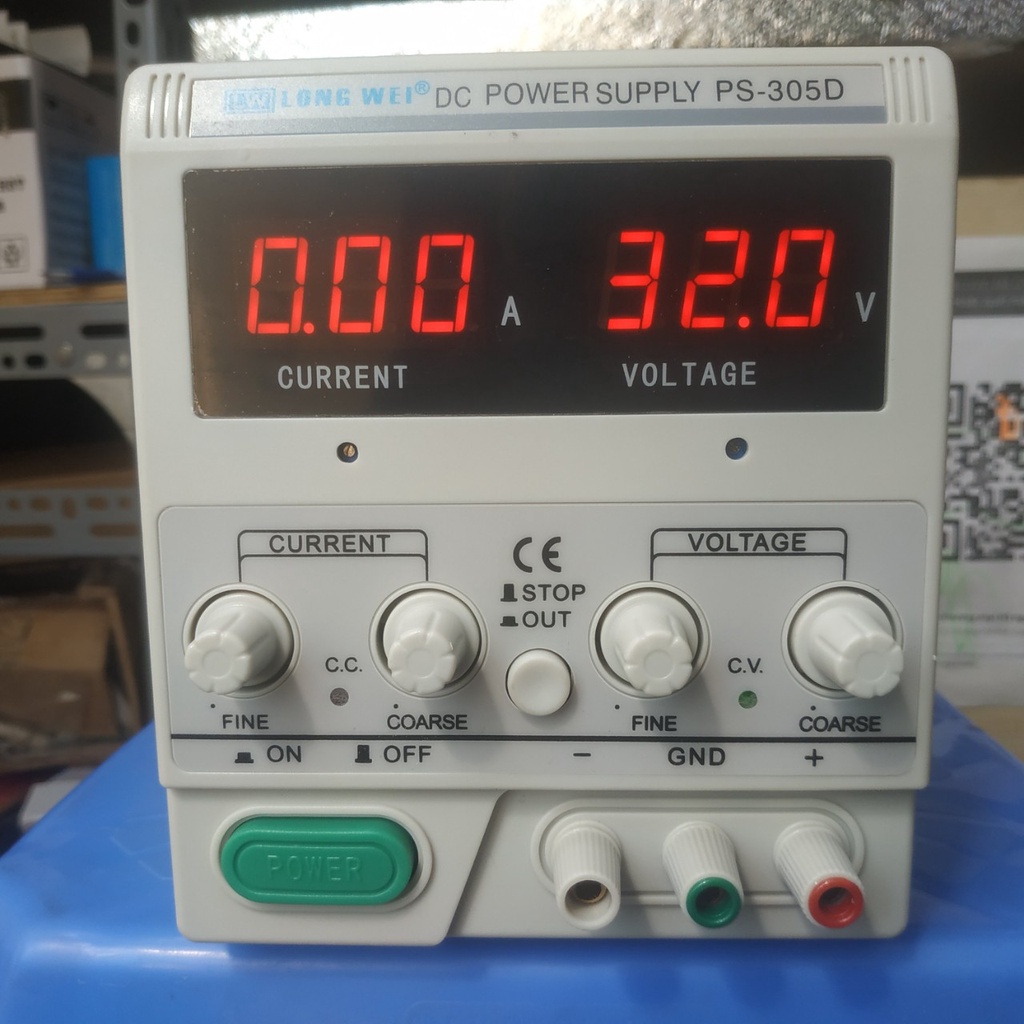 LW LONG WEI® DC POWER SUPPLY PS-305D
0.00 A 32.0 V
CURRENT VOLTAGE
CURRENT CE VOLTAGE
STOP
OUT
C.C. C.V.
FINE COARSE FINE COARSE
ON OFF - GND +
POWER